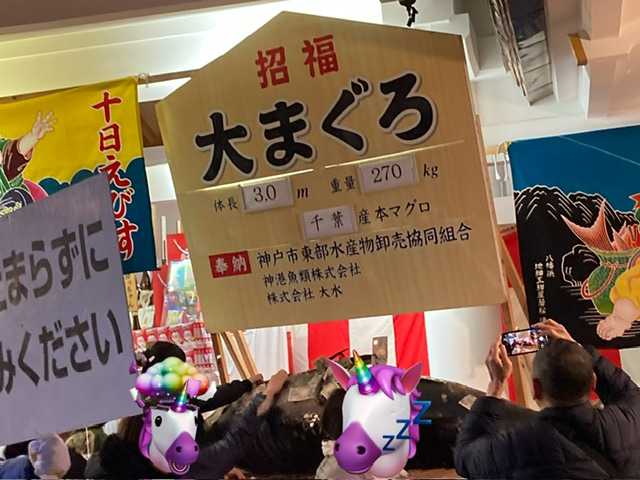 招福
大まぐろ
体長 3.0 m 重量 270 kg
千葉 産本マグロ
奉納 神戸市東部水産物卸売協同組合
神港魚類株式会社
株式会社 大水
十日えびす
まらずに
みください
八幡浜
Z Z Z